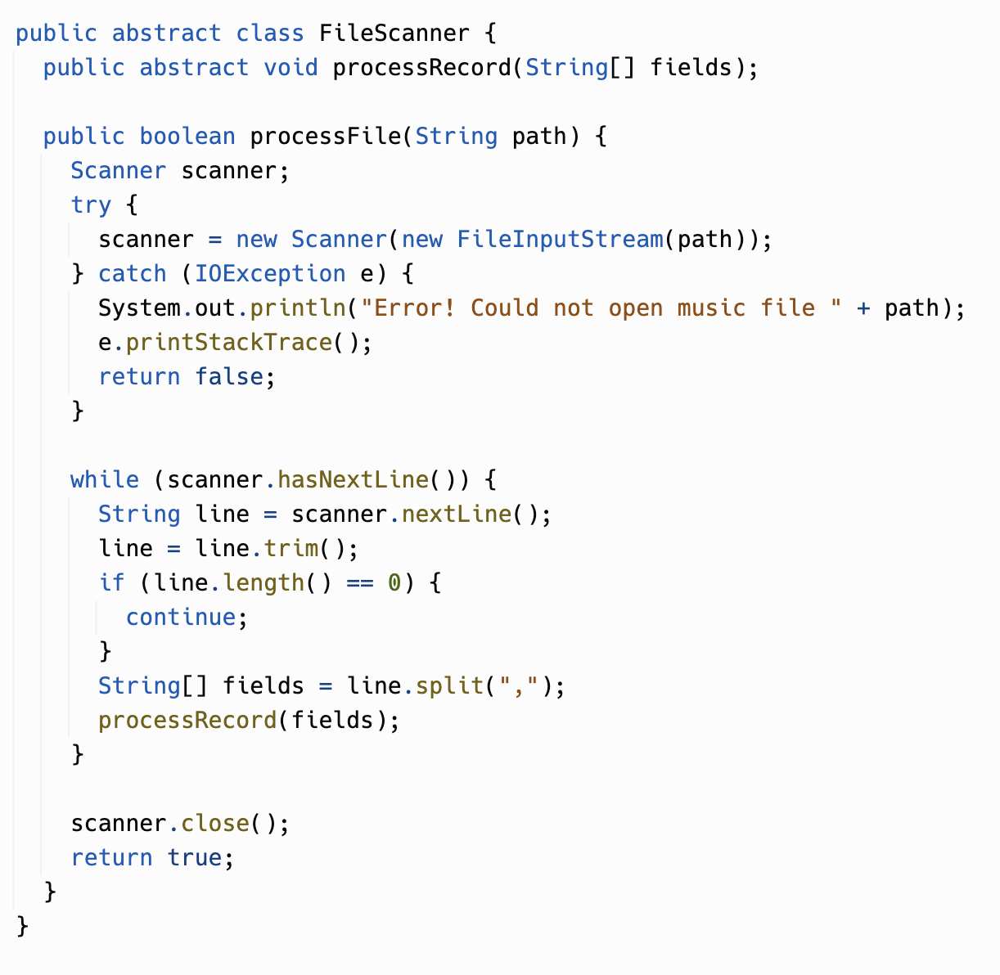 public abstract class FileScanner {
  public abstract void processRecord(String[] fields);

  public boolean processFile(String path) {
    Scanner scanner;
    try {
      scanner = new Scanner(new FileInputStream(path));
    } catch (IOException e) {
      System.out.println("Error! Could not open music file " + path);
      e.printStackTrace();
      return false;
    }

    while (scanner.hasNextLine()) {
      String line = scanner.nextLine();
      line = line.trim();
      if (line.length() == 0) {
        continue;
      }
      String[] fields = line.split(",");
      processRecord(fields);
    }

    scanner.close();
    return true;
  }
}